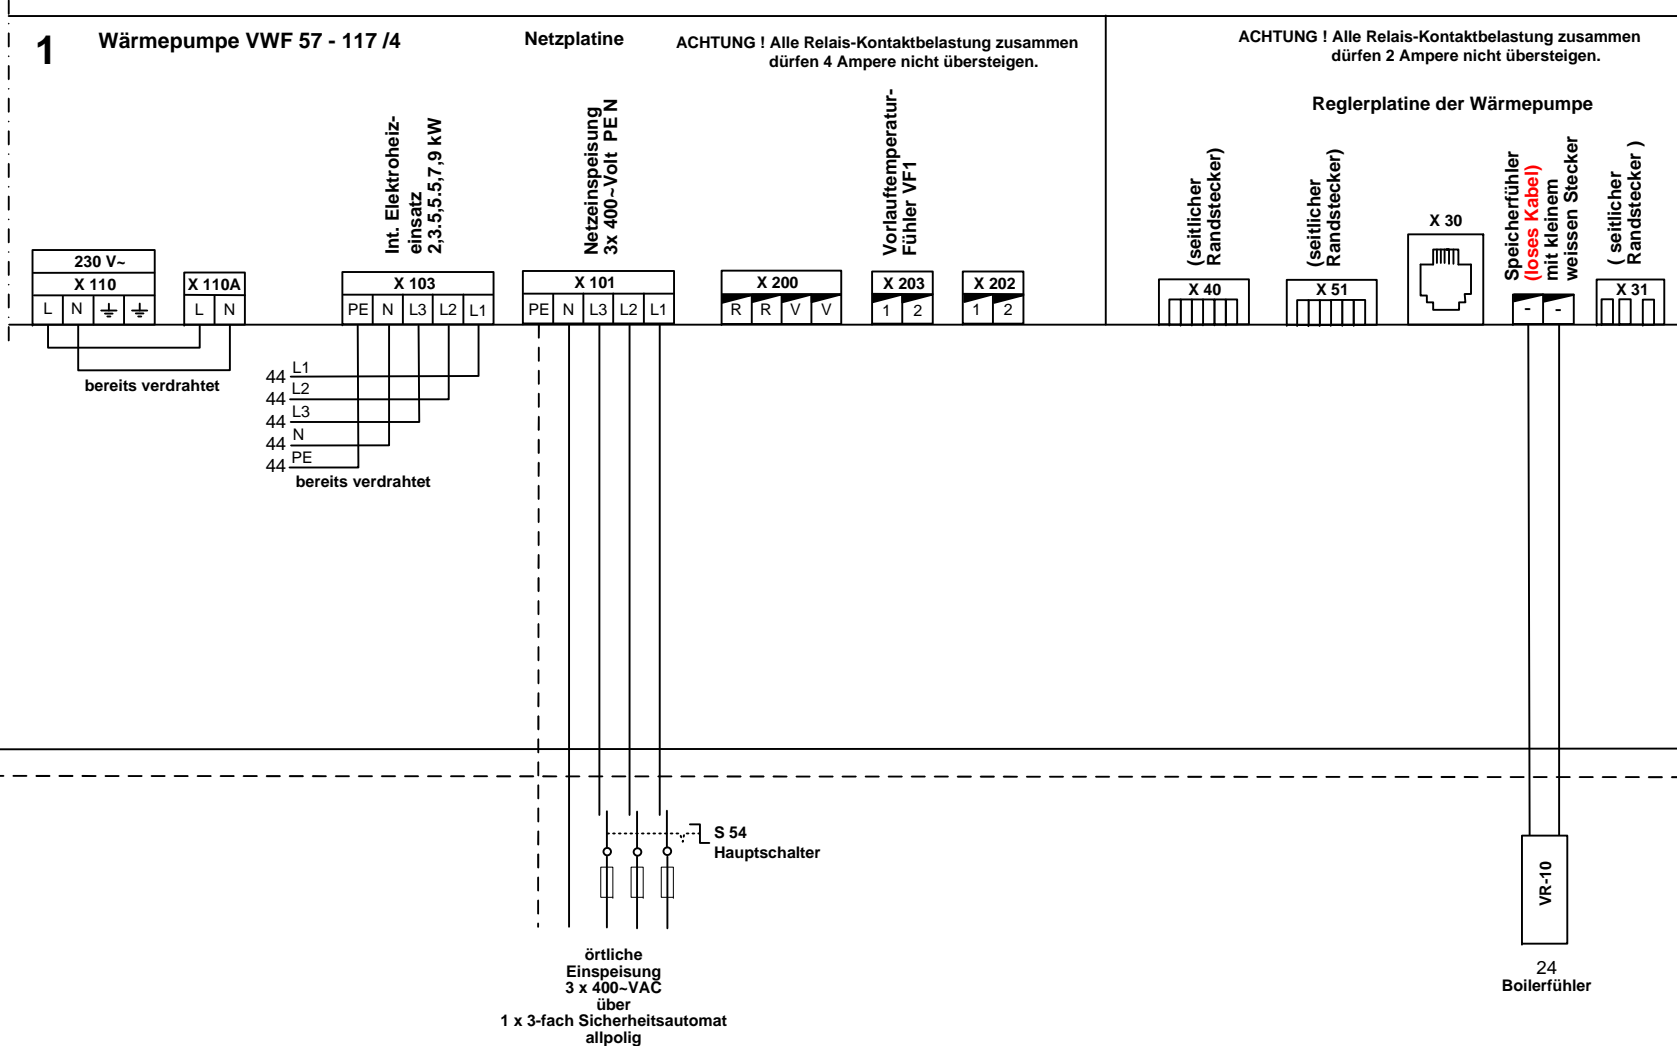 1
Wärmepumpe VWF 57 - 117 /4
Netzplatine
ACHTUNG ! Alle Relais-Kontaktbelastung zusammen
dürfen 4 Ampere nicht übersteigen.
ACHTUNG ! Alle Relais-Kontaktbelastung zusammen
dürfen 2 Ampere nicht übersteigen.
Reglerplatine der Wärmepumpe
Int. Elektroheiz-
einsatz
2,3.5,5.5,7,9 kW
Netzeinspeisung
3x 400~Volt PE N
Vorlauftemperatur-
Fühler VF1
(seitlicher
Randstecker)
(seitlicher
Randstecker)
Speicherfühler
(loses Kabel)
mit kleinem
weissen Stecker
( seitlicher
Randstecker )
230 V~
X 110
L N
X 110A
L N
X 103
PE N L3 L2 L1
X 101
PE N L3 L2 L1
X 200
R R V V
X 203
1 2
X 202
1 2
X 40
X 51
X 30
- -
X 31
bereits verdrahtet
44 L1
44 L2
44 L3
44 N
44 PE
bereits verdrahtet
S 54
Hauptschalter
örtliche
Einspeisung
3 x 400~VAC
über
1 x 3-fach Sicherheitsautomat
allpolig
VR-10
24
Boilerfühler